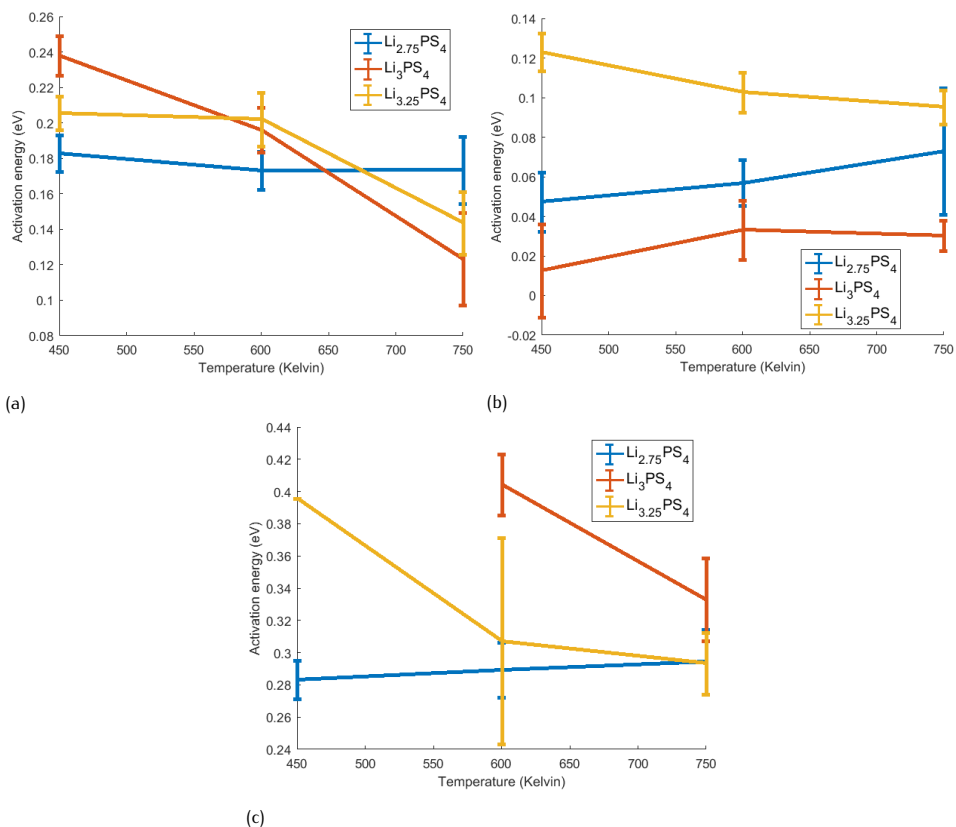 0.26
0.24
0.22
0.2
0.18
0.16
0.14
0.12
0.1
0.08
Activation energy (eV)
450 500 550 600 650 700 750
Temperature (Kelvin)
Li2.75PS4
Li3PS4
Li3.25PS4
(a)
0.14
0.12
0.1
0.08
0.06
0.04
0.02
0
-0.02
Activation energy (eV)
450 500 550 600 650 700 750
Temperature (Kelvin)
Li2.75PS4
Li3PS4
Li3.25PS4
(b)
0.44
0.42
0.4
0.38
0.36
0.34
0.32
0.3
0.28
0.26
0.24
Activation energy (eV)
450 500 550 600 650 700 750
Temperature (Kelvin)
Li2.75PS4
Li3PS4
Li3.25PS4
(c)